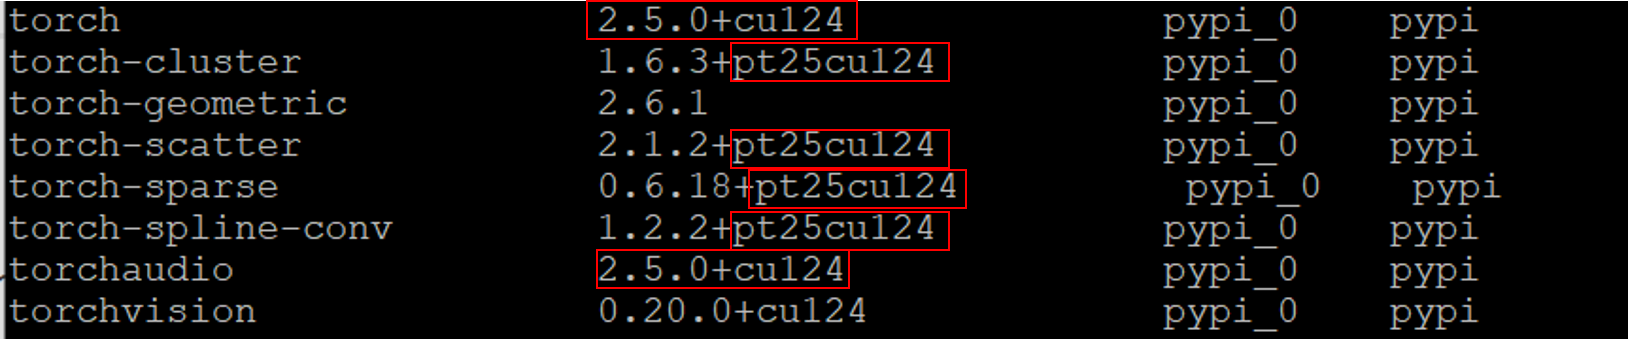 torch 2.5.0+cu124 pypi_0 pypi
torch-cluster 1.6.3+pt25cu124 pypi_0 pypi
torch-geometric 2.6.1 pypi_0 pypi
torch-scatter 2.1.2+pt25cu124 pypi_0 pypi
torch-sparse 0.6.18+pt25cu124 pypi_0 pypi
torch-spline-conv 1.2.2+pt25cu124 pypi_0 pypi
torchaudio 2.5.0+cu124 pypi_0 pypi
torchvision 0.20.0+cu124 pypi_0 pypi